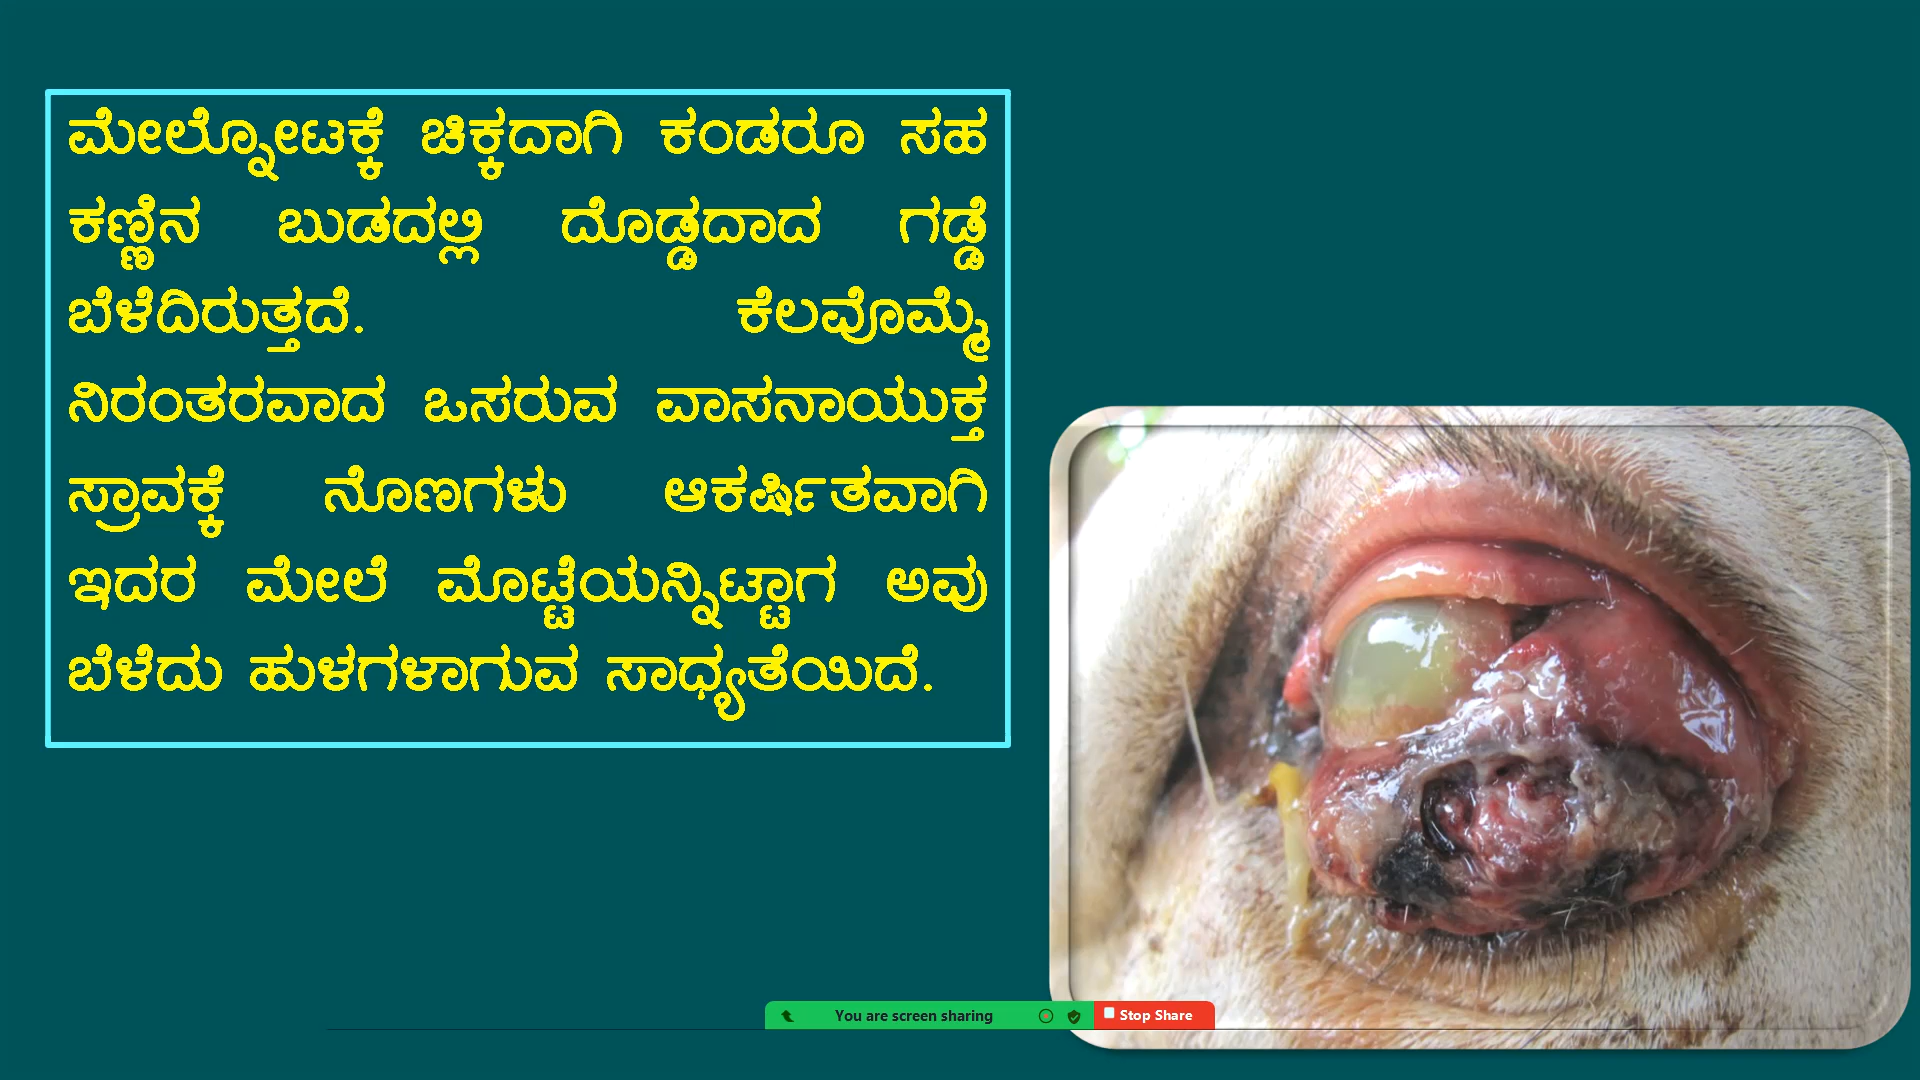 ಮೇಲ್ನೋಟಕ್ಕೆ ಚಿಕ್ಕದಾಗಿ ಕಂಡರೂ ಸಹ
ಕಣ್ಣಿನ ಬುಡದಲ್ಲಿ ದೊಡ್ಡದಾದ ಗಡ್ಡೆ
ಬೆಳೆದಿರುತ್ತದೆ. ಕೆಲವೊಮ್ಮೆ
ನಿರಂತರವಾದ ಒಸರುವ ವಾಸನಾಯುಕ್ತ
ಸ್ರಾವಕ್ಕೆ ನೊಣಗಳು ಆಕರ್ಷಿತವಾಗಿ
ಇದರ ಮೇಲೆ ಮೊಟ್ಟೆಯನ್ನಿಟ್ಟಾಗ ಅವು
ಬೆಳೆದು ಹುಳಗಳಾಗುವ ಸಾಧ್ಯತೆಯಿದೆ.
You are screen sharing Stop Share